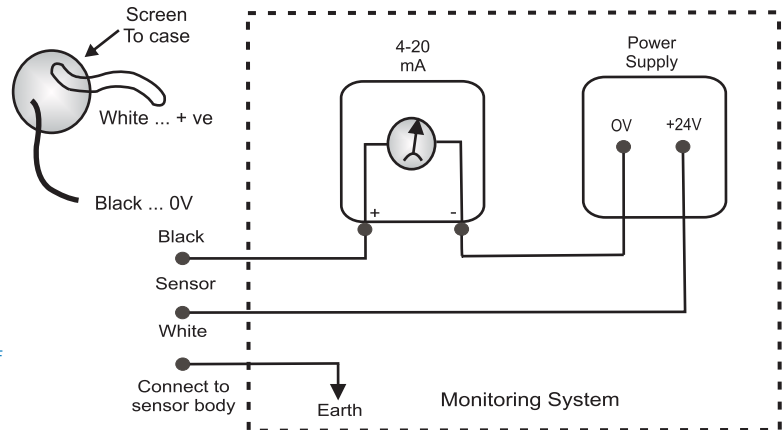 Screen
To case
White ... + ve
Black ... 0V
Black
Sensor
White
Connect to
sensor body
Earth
4-20
mA
+
-
Power
Supply
OV
+24V
Monitoring System